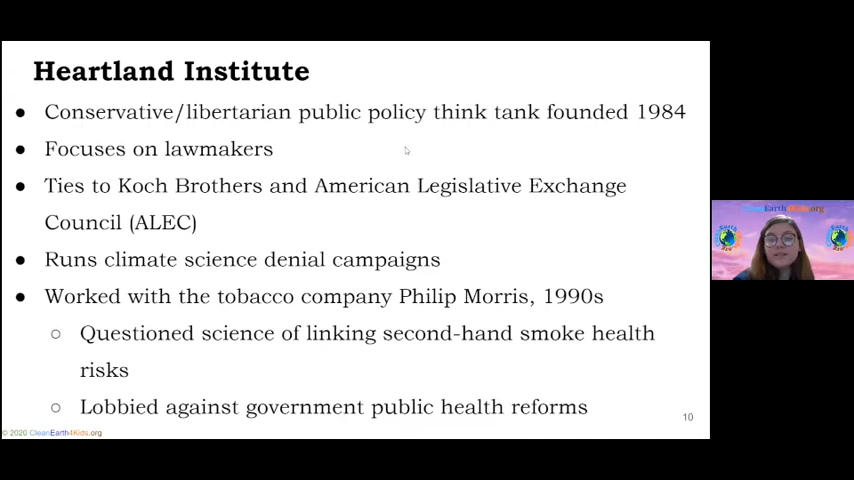 Heartland Institute
● Conservative/libertarian public policy think tank founded 1984
● Focuses on lawmakers
● Ties to Koch Brothers and American Legislative Exchange
Council (ALEC)
● Runs climate science denial campaigns
● Worked with the tobacco company Philip Morris, 1990s
○ Questioned science of linking second-hand smoke health
risks
○ Lobbied against government public health reforms
10
© 2020 CleanEarth4Kids.org
CleanEarth4Kids.org